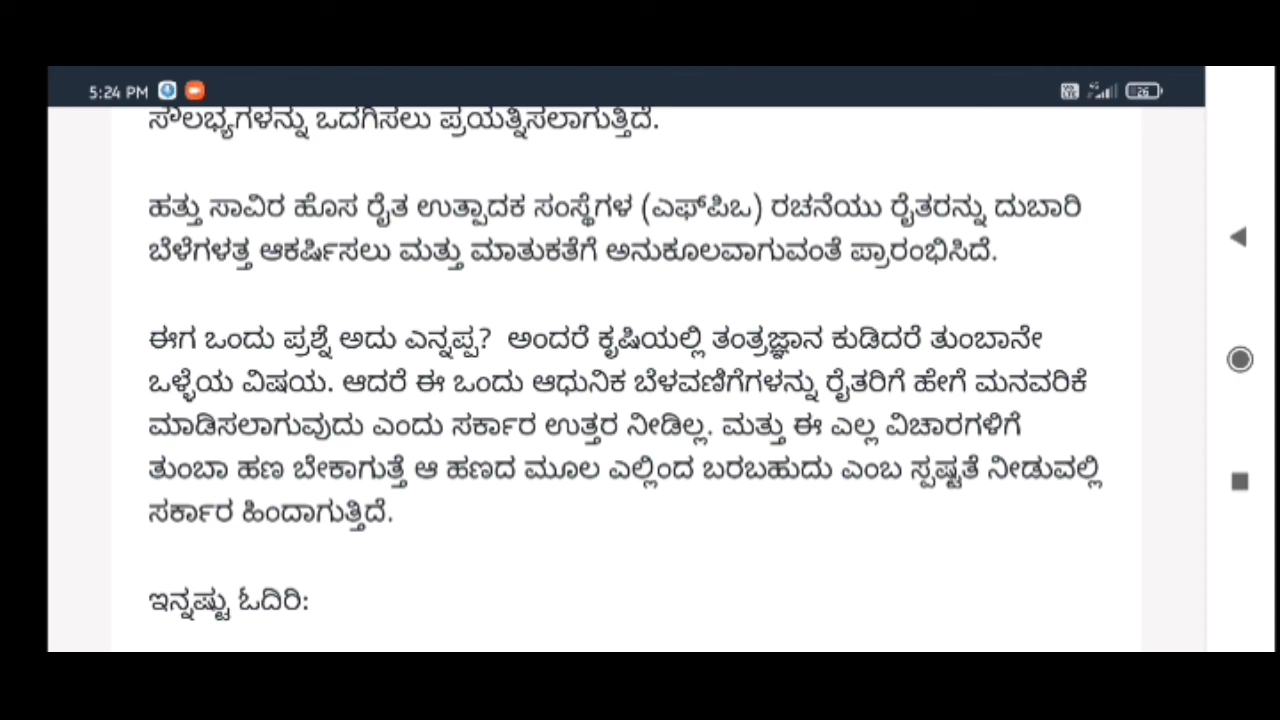 5:24 PM
26
ಸೌಲಭ್ಯಗಳನ್ನು ಒದಗಿಸಲು ಪ್ರಯತ್ನಿಸಲಾಗುತ್ತಿದೆ.
ಹತ್ತು ಸಾವಿರ ಹೊಸ ರೈತ ಉತ್ಪಾದಕ ಸಂಸ್ಥೆಗಳ (ಎಫ್‌ಪಿಒ) ರಚನೆಯು ರೈತರನ್ನು ದುಬಾರಿ
ಬೆಳೆಗಳತ್ತ ಆಕರ್ಷಿಸಲು ಮತ್ತು ಮಾತುಕತೆಗೆ ಅನುಕೂಲವಾಗುವಂತೆ ಪ್ರಾರಂಭಿಸಿದೆ.
ಈಗ ಒಂದು ಪ್ರಶ್ನೆ ಅದು ಎನ್ನಪ್ಪ? ಅಂದರೆ ಕೃಷಿಯಲ್ಲಿ ತಂತ್ರಜ್ಞಾನ ಕುಡಿದರೆ ತುಂಬಾನೇ
ಒಳ್ಳೆಯ ವಿಷಯ. ಆದರೆ ಈ ಒಂದು ಆಧುನಿಕ ಬೆಳವಣಿಗೆಗಳನ್ನು ರೈತರಿಗೆ ಹೇಗೆ ಮನವರಿಕೆ
ಮಾಡಿಸಲಾಗುವುದು ಎಂದು ಸರ್ಕಾರ ಉತ್ತರ ನೀಡಿಲ್ಲ. ಮತ್ತು ಈ ಎಲ್ಲ ವಿಚಾರಗಳಿಗೆ
ತುಂಬಾ ಹಣ ಬೇಕಾಗುತ್ತೆ ಆ ಹಣದ ಮೂಲ ಎಲ್ಲಿಂದ ಬರಬಹುದು ಎಂಬ ಸ್ಪಷ್ಟತೆ ನೀಡುವಲ್ಲಿ
ಸರ್ಕಾರ ಹಿಂದಾಗುತ್ತಿದೆ.
ಇನ್ನಷ್ಟು ಓದಿರಿ: